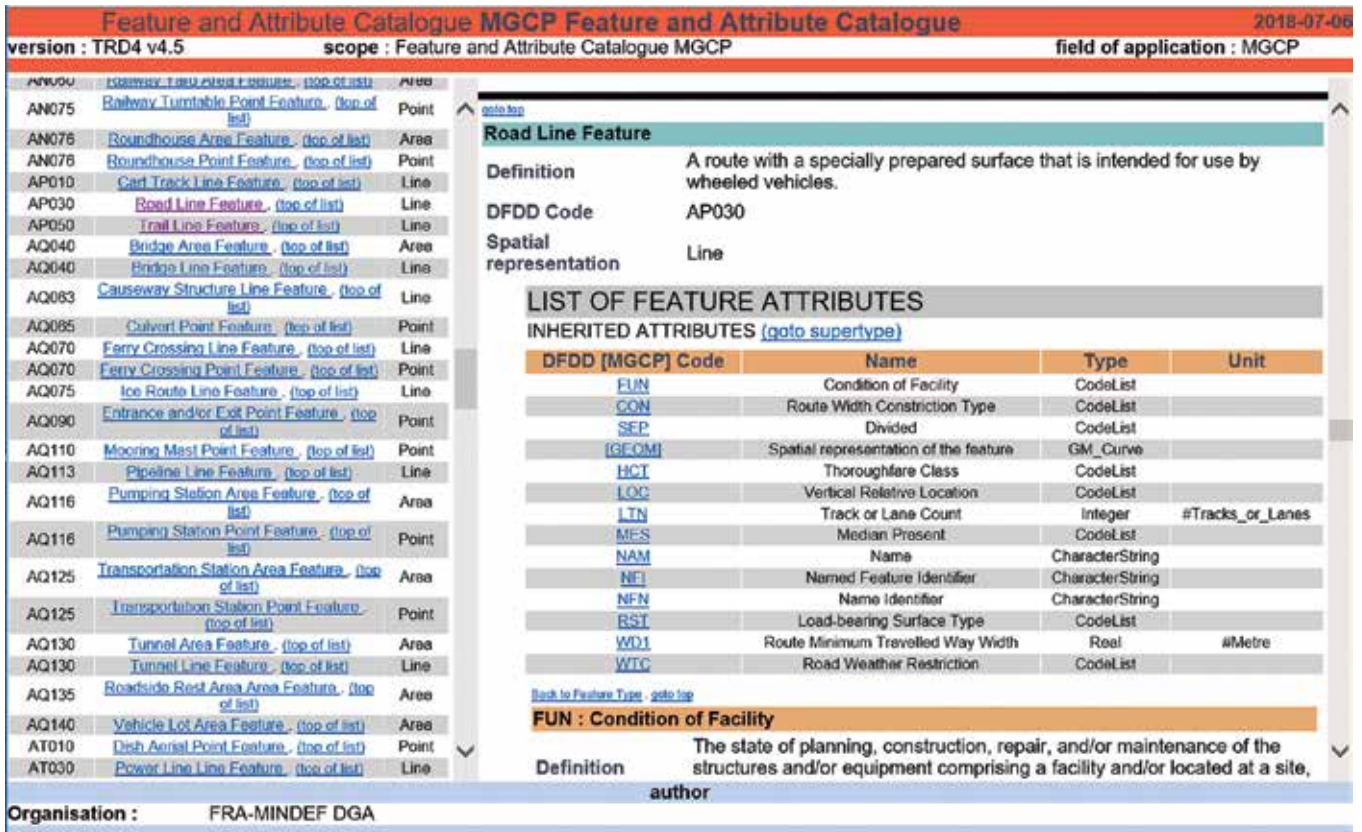 Feature and Attribute Catalogue MGCP Feature and Attribute Catalogue 2018-07-06
version : TRD4 v4.5 scope : Feature and Attribute Catalogue MGCP field of application : MGCP
Railway Yard Area Feature , (top of list) Area
AN075 Railway Turntable Point Feature , (top of list) Point
AN076 Roundhouse Area Feature , (top of list) Area
AN076 Roundhouse Point Feature , (top of list) Point
AP010 Cart Track Line Feature , (top of list) Line
AP030 Road Line Feature , (top of list) Line
AP050 Trail Line Feature , (top of list) Line
AQ040 Bridge Area Feature , (top of list) Area
AQ040 Bridge Line Feature , (top of list) Line
AQ063 Causeway Structure Line Feature , (top of list) Line
AQ065 Culvert Point Feature , (top of list) Point
AQ070 Ferry Crossing Line Feature , (top of list) Line
AQ070 Ferry Crossing Point Feature , (top of list) Point
AQ075 Ice Route Line Feature , (top of list) Line
AQ090 Entrance and/or Exit Point Feature , (top of list) Point
AQ110 Mooring Mast Point Feature , (top of list) Point
AQ113 Pipeline Line Feature , (top of list) Line
AQ116 Pumping Station Area Feature , (top of list) Area
AQ116 Pumping Station Point Feature , (top of list) Point
AQ125 Transportation Station Area Feature , (top of list) Area
AQ125 Transportation Station Point Feature , (top of list) Point
AQ130 Tunnel Area Feature , (top of list) Area
AQ130 Tunnel Line Feature , (top of list) Line
AQ135 Roadside Rest Area Area Feature , (top of list) Area
AQ140 Vehicle Lot Area Feature , (top of list) Area
AT010 Dish Aerial Point Feature , (top of list) Point
AT030 Power Line Line Feature , (top of list) Line
goto top
Road Line Feature
Definition A route with a specially prepared surface that is intended for use by
wheeled vehicles.
DFDD Code AP030
Spatial
representation Line
LIST OF FEATURE ATTRIBUTES
INHERITED ATTRIBUTES (goto supertype)
DFDD [MGCP] Code Name Type Unit
FUN Condition of Facility CodeList
CON Route Width Constriction Type CodeList
SEP Divided CodeList
[GEOM] Spatial representation of the feature GM_Curve
HCT Thoroughfare Class CodeList
LOC Vertical Relative Location CodeList
LTN Track or Lane Count Integer #Tracks_or_Lanes
MES Median Present CodeList
NAM Name CharacterString
NFI Named Feature Identifier CharacterString
NFN Name Identifier CharacterString
RST Load-bearing Surface Type CodeList
WD1 Route Minimum Travelled Way Width Real #Metre
WTC Road Weather Restriction CodeList
Back to Feature Type , goto top
FUN : Condition of Facility
Definition The state of planning, construction, repair, and/or maintenance of the
structures and/or equipment comprising a facility and/or located at a site,
author
Organisation : FRA-MINDEF DGA